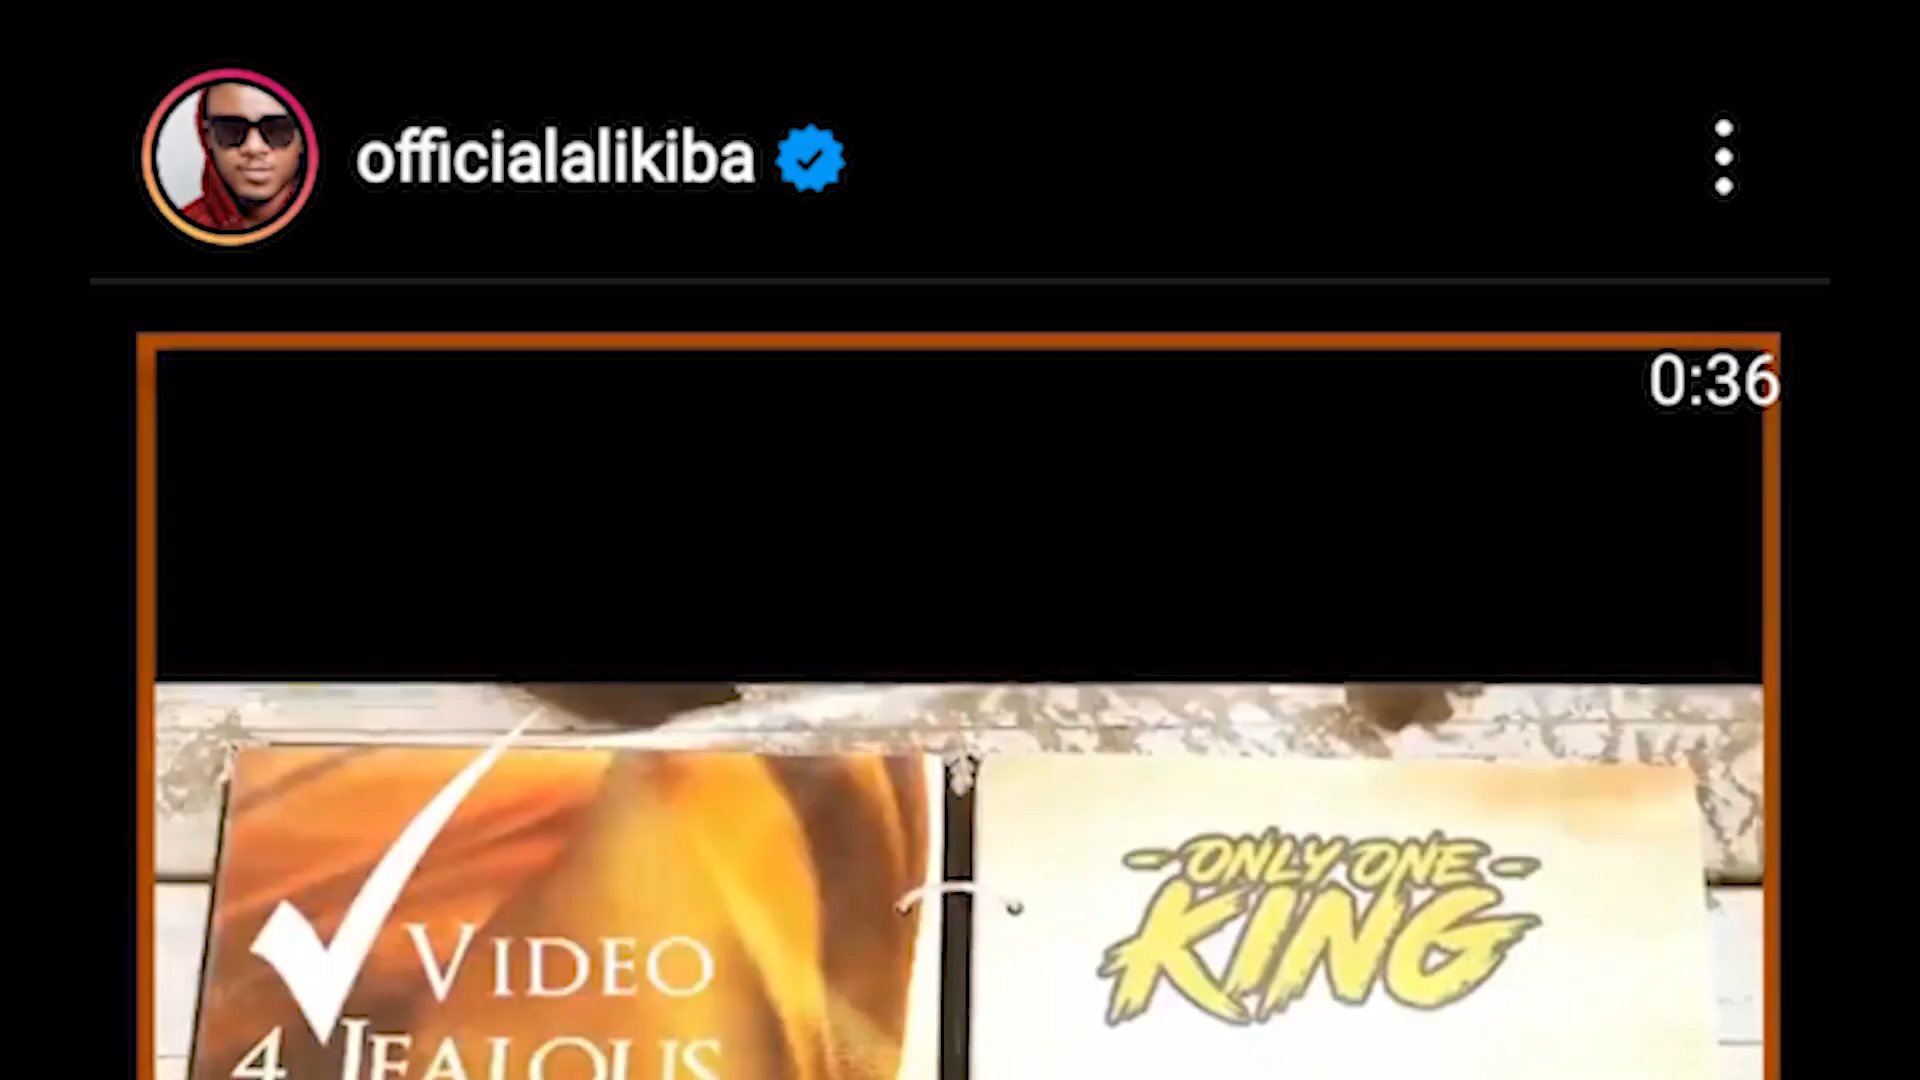 officialalikiba
0:36
VIDEO
4 JEALOUS
- ONLY ONE -
KING